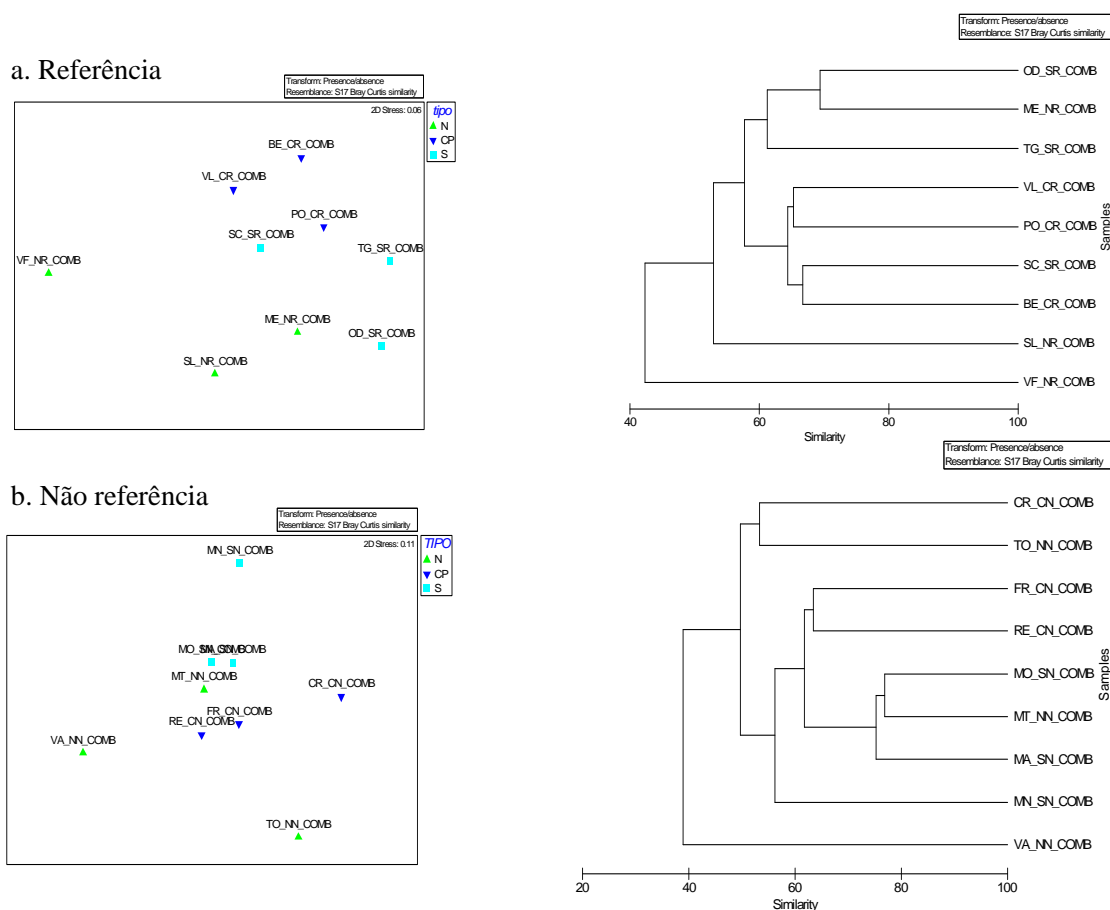 Transform: Presence/absence
Resemblance: S17 Bray Curtis similarity
a. Referência
Transform: Presence/absence
Resemblance: S17 Bray Curtis similarity
2D Stress: 0.06
tipo
N
CP
S
BE_CR_COMB
VL_CR_COMB
PO_CR_COMB
SC_SR_COMB
TG_SR_COMB
VF_NR_COMB
ME_NR_COMB
OD_SR_COMB
SL_NR_COMB
OD_SR_COMB
ME_NR_COMB
TG_SR_COMB
VL_CR_COMB
PO_CR_COMB
SC_SR_COMB
BE_CR_COMB
SL_NR_COMB
VF_NR_COMB
Samples
40 60 80 100
Similarity
Transform: Presence/absence
Resemblance: S17 Bray Curtis similarity
b. Não referência
Transform: Presence/absence
Resemblance: S17 Bray Curtis similarity
2D Stress: 0.11
TIPO
N
CP
S
MN_SN_COMB
MO_SN_COMB
MT_NN_COMB
CR_CN_COMB
FR_CN_COMB
RE_CN_COMB
VA_NN_COMB
TO_NN_COMB
CR_CN_COMB
TO_NN_COMB
FR_CN_COMB
RE_CN_COMB
MO_SN_COMB
MT_NN_COMB
MA_SN_COMB
MN_SN_COMB
VA_NN_COMB
Samples
20 40 60 80 100
Similarity